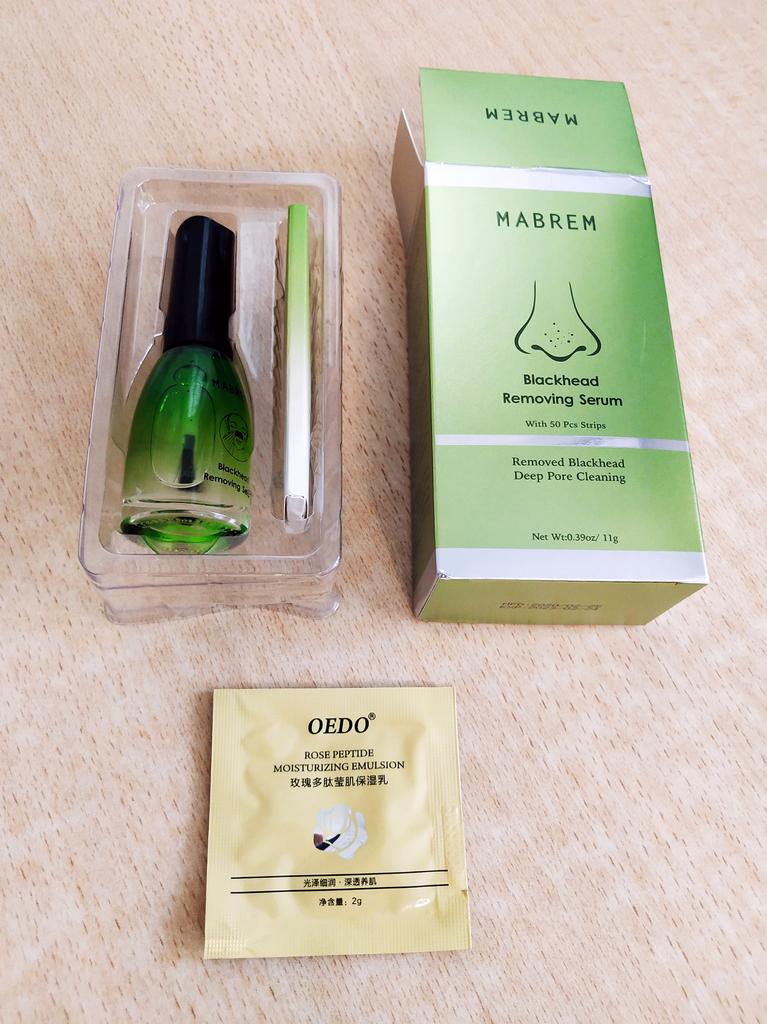 MABREM
MABREM
Blackhead
Removing Serum
With 50 Pcs Strips
Removed Blackhead
Deep Pore Cleaning
Net Wt:0.39oz/ 11g
Blackhead
Removing
OEDO®
ROSE PEPTIDE
MOISTURIZING EMULSION
玫瑰多肽莹肌保湿乳
光泽细润·深透养肌
净含量：2g